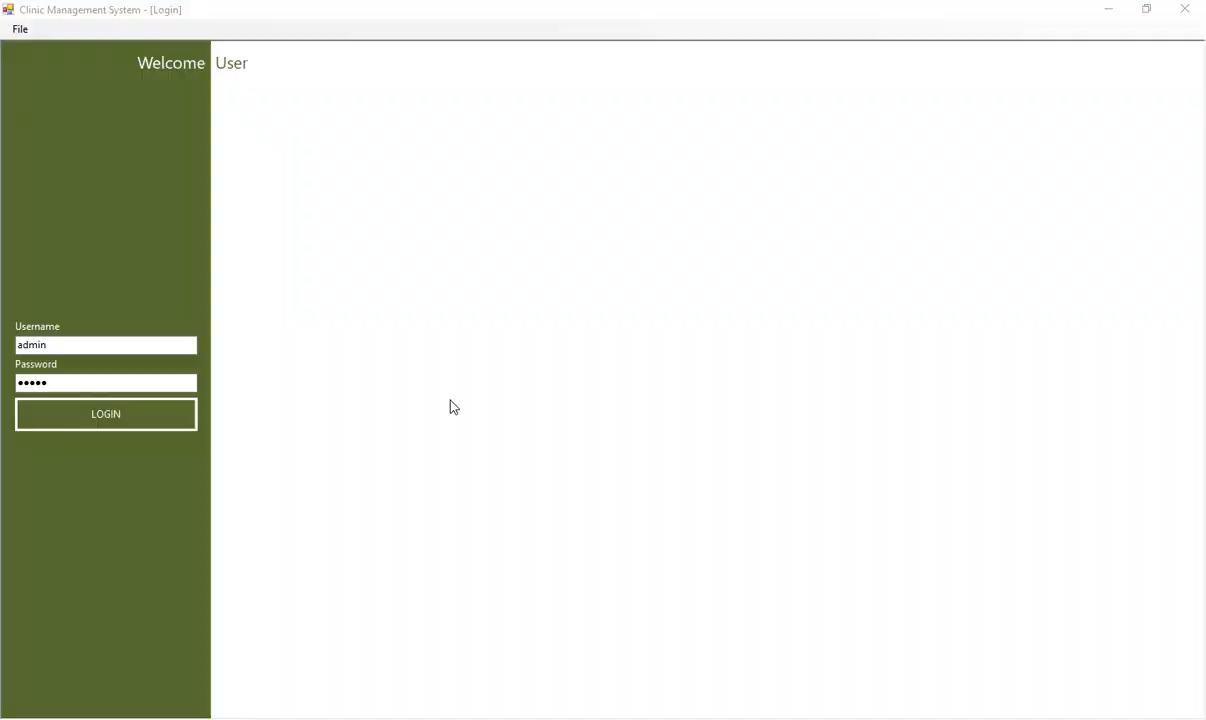 Clinic Management System - [Login]
File
Welcome User
Username
admin
Password
•••••
LOGIN